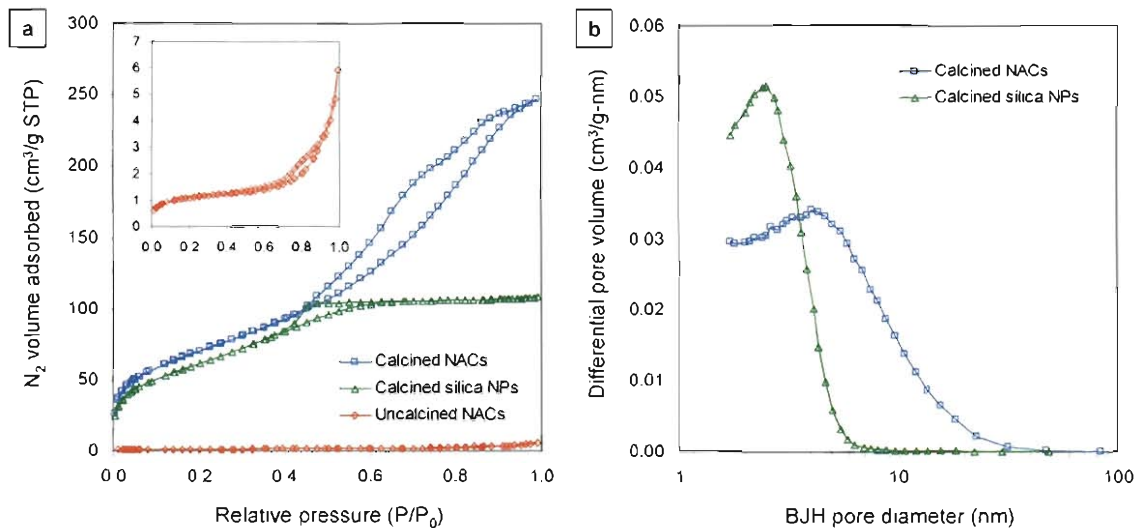 a
N2 volume adsorbed (cm3/g STP)
300
250
200
150
100
50
0
0.0 0 2 0 4 0.6 0.8 1.0
Relative pressure (P/P0)
7
6
5
4
3
2
1
0
0.0 0 2 0 4 0 6 0.8 1.0
Calcined NACs
Calcined silica NPs
Uncalcined NACs
b
Differential pore volume (cm3/g-nm)
0.06
0.05
0.04
0.03
0.02
0.01
0.00
1 10 100
BJH pore diameter (nm)
Calcined NACs
Calcined silica NPs